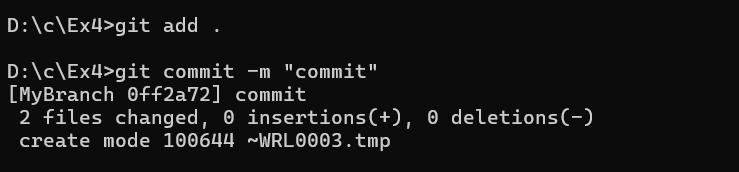 D:\c\Ex4>git add .
D:\c\Ex4>git commit -m "commit"
[MyBranch 0ff2a72] commit
 2 files changed, 0 insertions(+), 0 deletions(-)
 create mode 100644 ~WRL0003.tmp